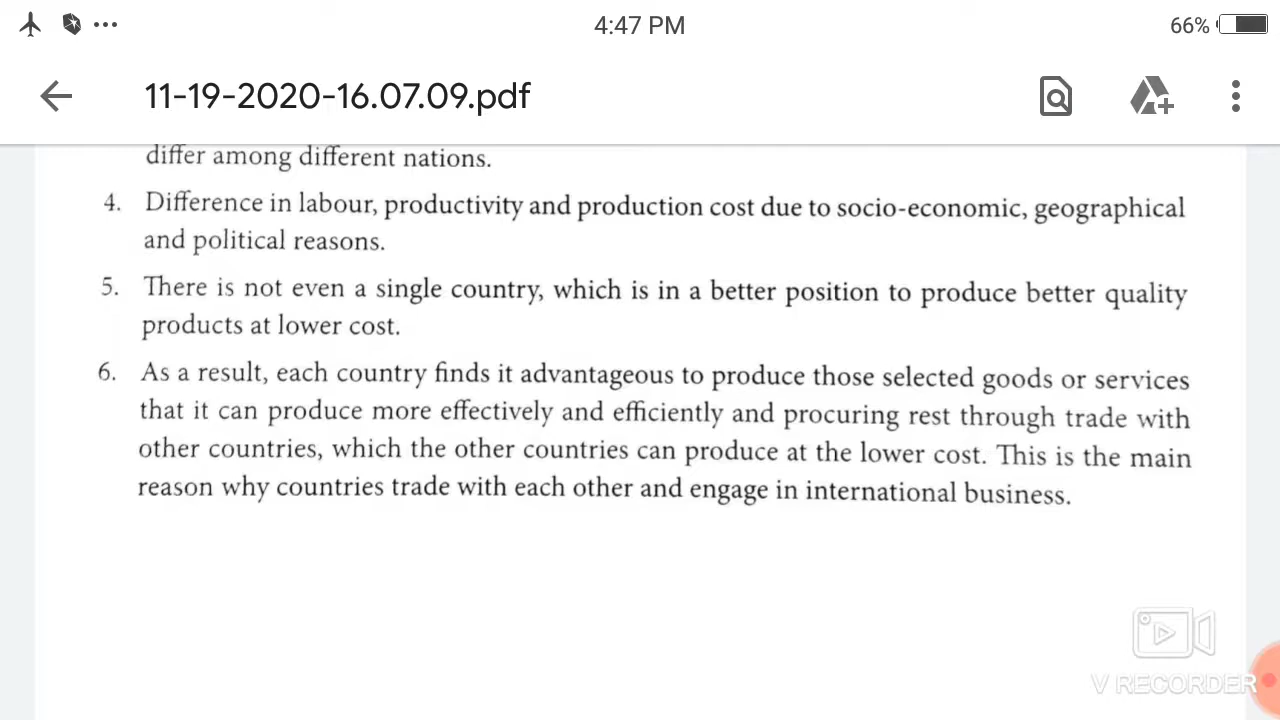 4:47 PM
66%
11-19-2020-16.07.09.pdf
differ among different nations.
4. Difference in labour, productivity and production cost due to socio-economic, geographical
and political reasons.
5. There is not even a single country, which is in a better position to produce better quality
products at lower cost.
6. As a result, each country finds it advantageous to produce those selected goods or services
that it can produce more effectively and efficiently and procuring rest through trade with
other countries, which the other countries can produce at the lower cost. This is the main
reason why countries trade with each other and engage in international business.
V RECORDER